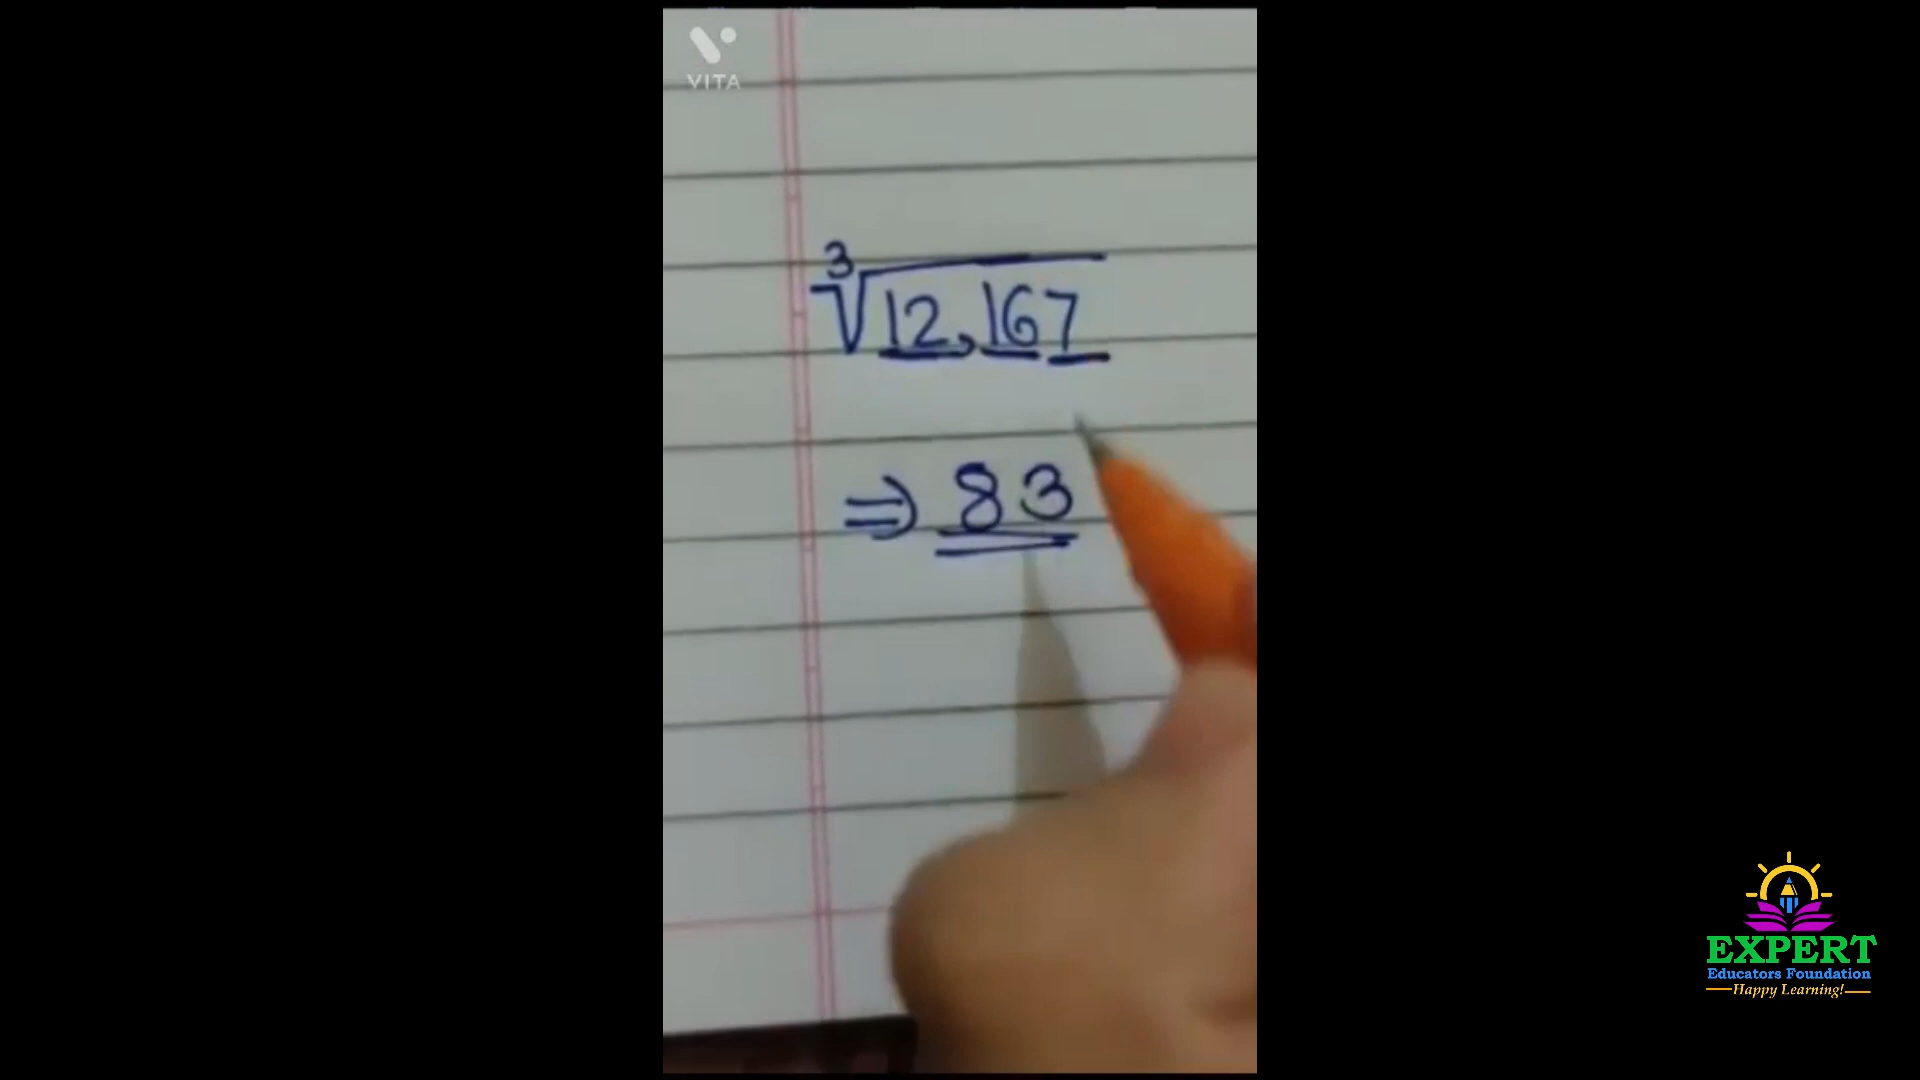 VITA
∛12,167
⇒ 83
EXPERT
Educators Foundation
Happy Learning!